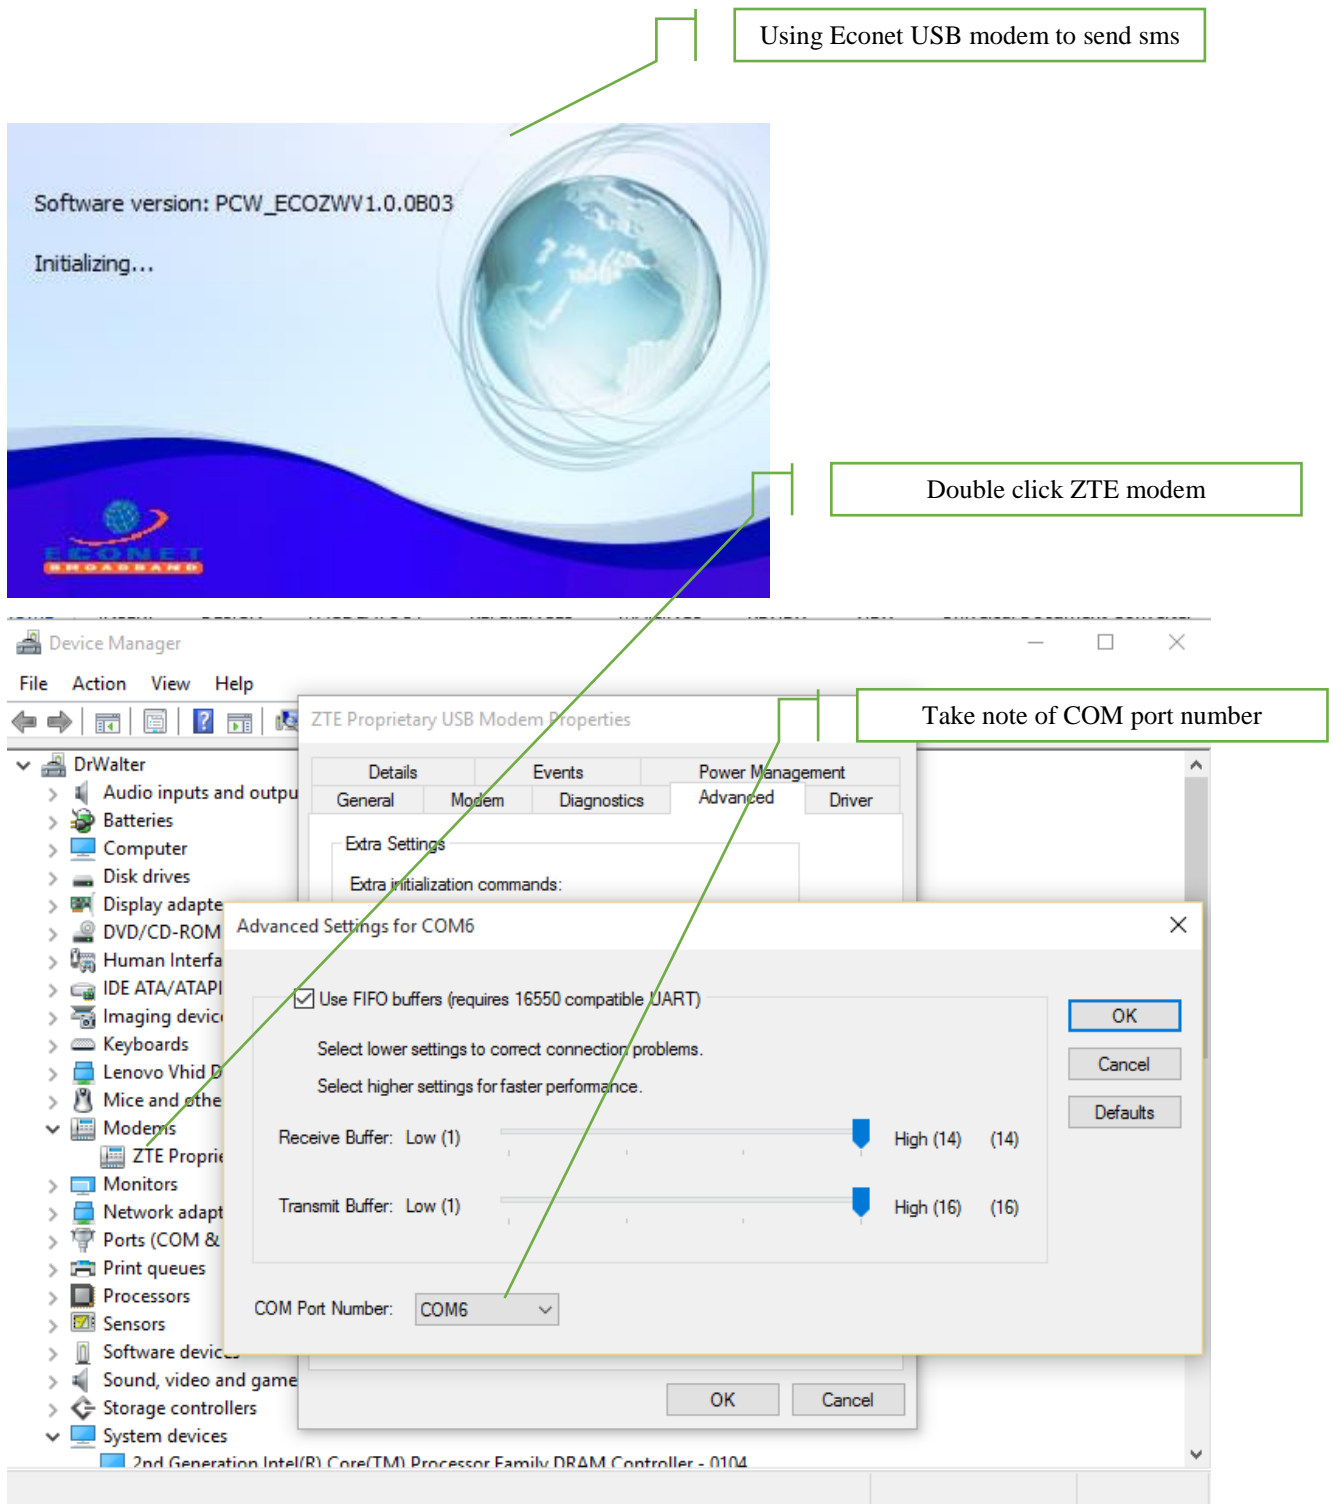 Using Econet USB modem to send sms
Software version: PCW_ECOZWV1.0.0B03
Initializing...
ECONET
BROADBAND
Double click ZTE modem
Device Manager
File Action View Help
ZTE Proprietary USB Modem Properties
Take note of COM port number
DrWalter
Audio inputs and outpu
Batteries
Computer
Disk drives
Display adapte
DVD/CD-ROM
Human Interfa
IDE ATA/ATAPI
Imaging device
Keyboards
Lenovo Vhid D
Mice and othe
Modems
ZTE Proprie
Monitors
Network adapt
Ports (COM &
Print queues
Processors
Sensors
Software devices
Sound, video and game
Storage controllers
System devices
2nd Generation Intel(R) Core(TM) Processor Family DRAM Controller - 0104
Details Events Power Management
General Modem Diagnostics Advanced Driver
Extra Settings
Extra initialization commands:
Advanced Settings for COM6
Use FIFO buffers (requires 16550 compatible UART)
Select lower settings to correct connection problems.
Select higher settings for faster performance.
Receive Buffer: Low (1) High (14) (14)
Transmit Buffer: Low (1) High (16) (16)
COM Port Number: COM6
OK
Cancel
Defaults
OK Cancel